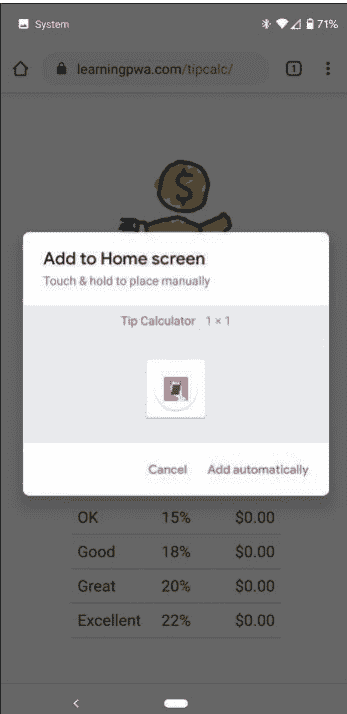 System 71%
learningpwa.com/tipcalc/ 1
$
Add to Home screen
Touch & hold to place manually
Tip Calculator 1 × 1
Cancel Add automatically
OK 15% $0.00
Good 18% $0.00
Great 20% $0.00
Excellent 22% $0.00